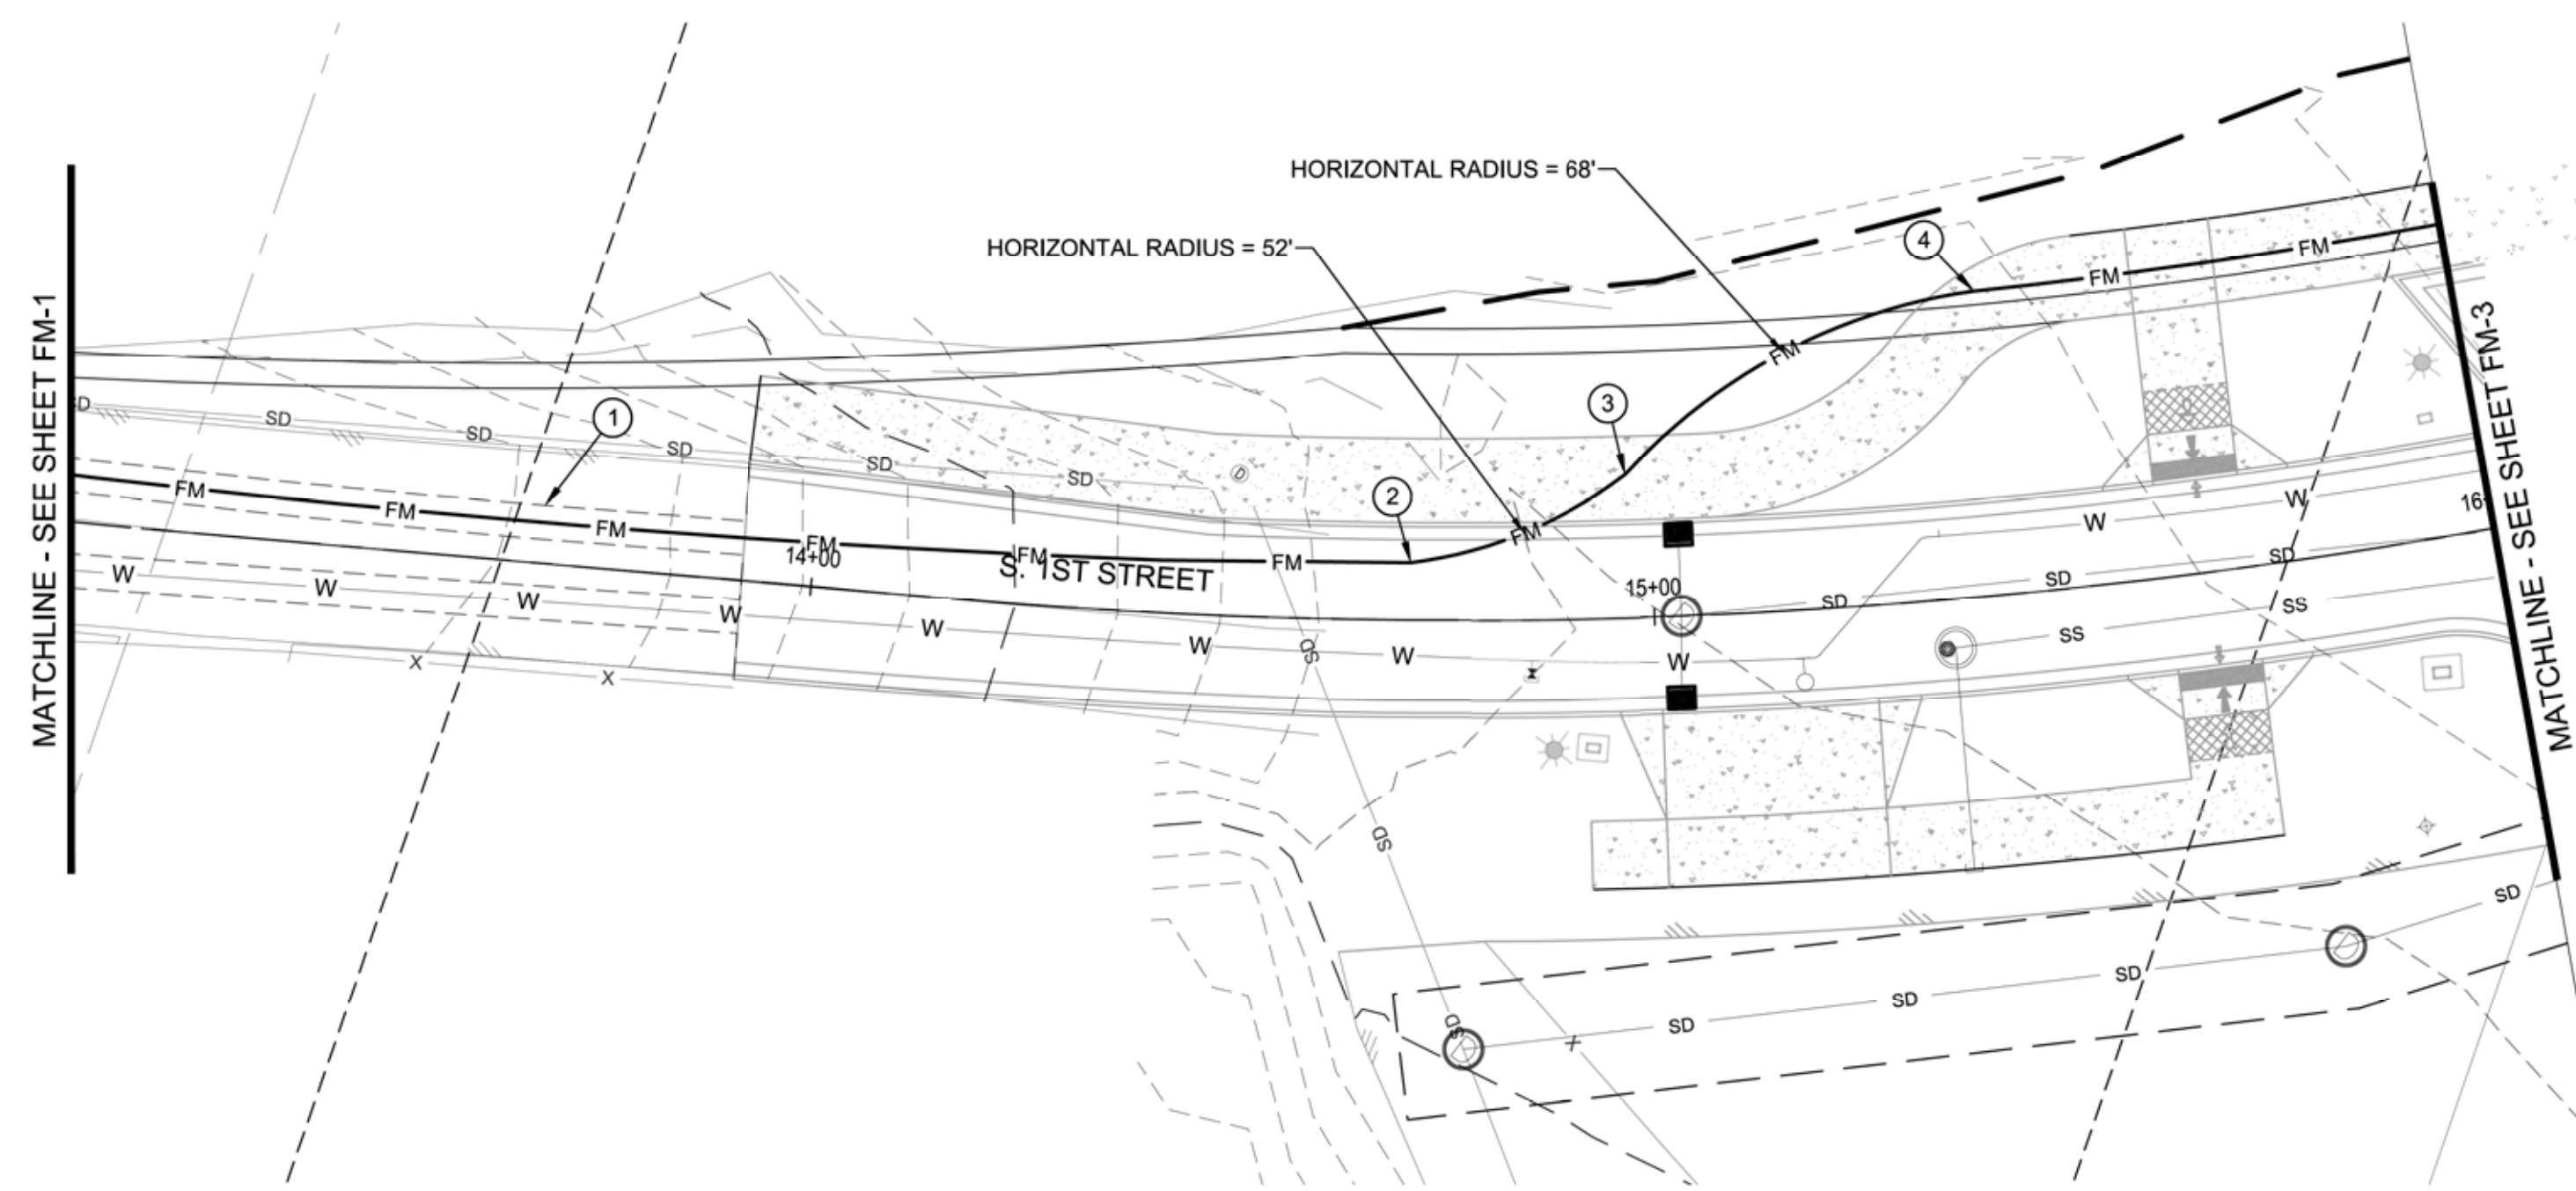 HORIZONTAL RADIUS = 68'
HORIZONTAL RADIUS = 52'
MATCHLINE - SEE SHEET FM-1
MATCHLINE - SEE SHEET FM-3
1
2
3
4
FM
FM
FM
FM
FM
FM
FM
FM
FM
FM
14+00
S. 1ST STREET
15+00
16+
D
SD
SD
SD
SD
SD
D
W
W
W
W
W
W
W
W
W
W
X
X
SD
SD
SD
SS
SS
SD
SD
SD
SD
SD
SD
SD
X